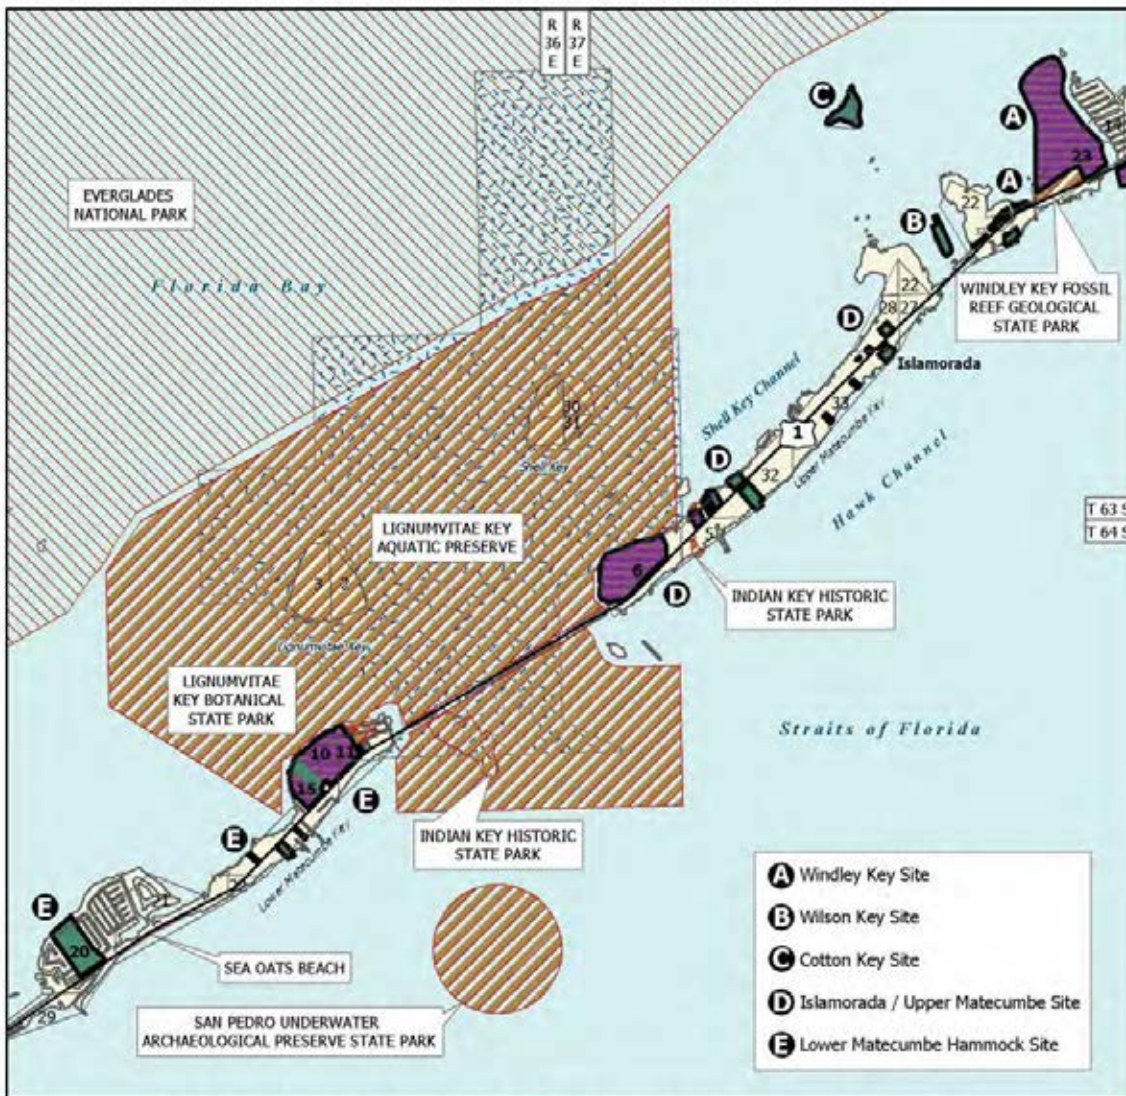 R
36
E
R
37
E
C
A
23
EVERGLADES
NATIONAL PARK
A
22
B
Florida Bay
WINDLEY KEY FOSSIL
REEF GEOLOGICAL
STATE PARK
22
28
27
D
Islamorada
Shell Key Channel
33
1
Upper Matecumbe Key
30
31
Shell Key
D
32
Hawk Channel
T 63 S
T 64 S
6
LIGNUMVITAE KEY
AQUATIC PRESERVE
3
2
6
D
INDIAN KEY HISTORIC
STATE PARK
Lignumvitae Key
LIGNUMVITAE
KEY BOTANICAL
STATE PARK
Straits of Florida
10
11
15
E
INDIAN KEY HISTORIC
STATE PARK
E
Lower Matecumbe Key
E
21
20
SEA OATS BEACH
29
SAN PEDRO UNDERWATER
ARCHAEOLOGICAL PRESERVE STATE PARK
A Windley Key Site
B Wilson Key Site
C Cotton Key Site
D Islamorada / Upper Matecumbe Site
E Lower Matecumbe Hammock Site